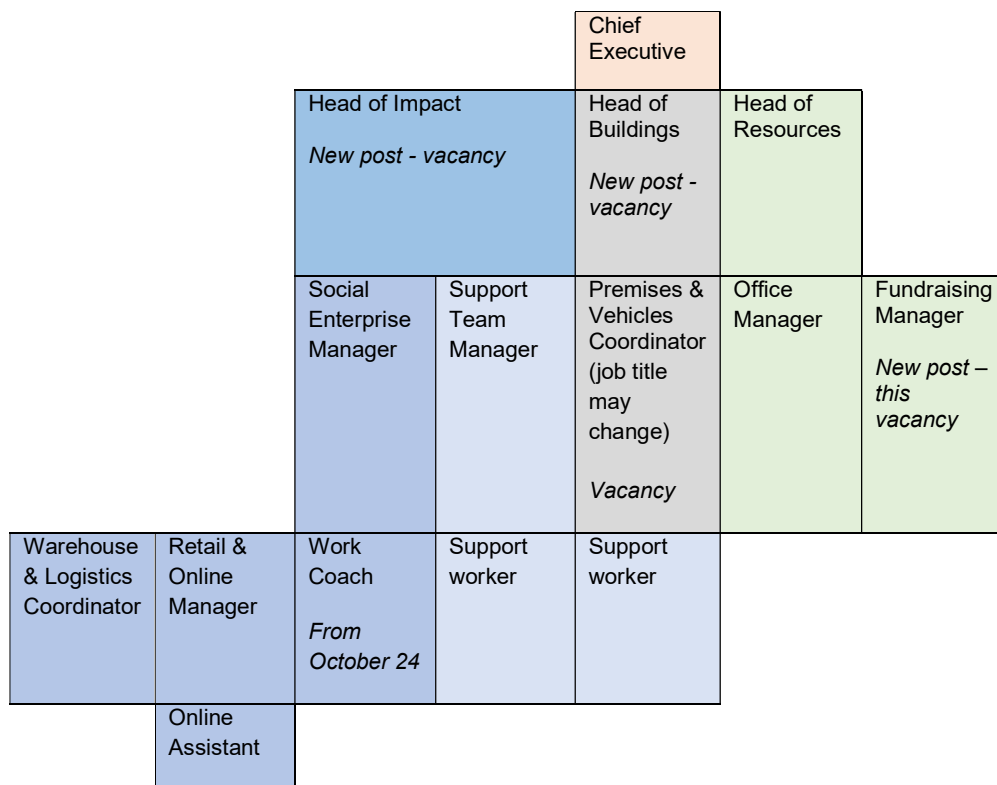 Chief
Executive
Head of Impact
New post - vacancy
Head of
Buildings
New post -
vacancy
Head of
Resources
Social
Enterprise
Manager
Support
Team
Manager
Premises &
Vehicles
Coordinator
(job title
may
change)
Vacancy
Office
Manager
Fundraising
Manager
New post –
this
vacancy
Warehouse
& Logistics
Coordinator
Retail &
Online
Manager
Work
Coach
From
October 24
Support
worker
Support
worker
Online
Assistant